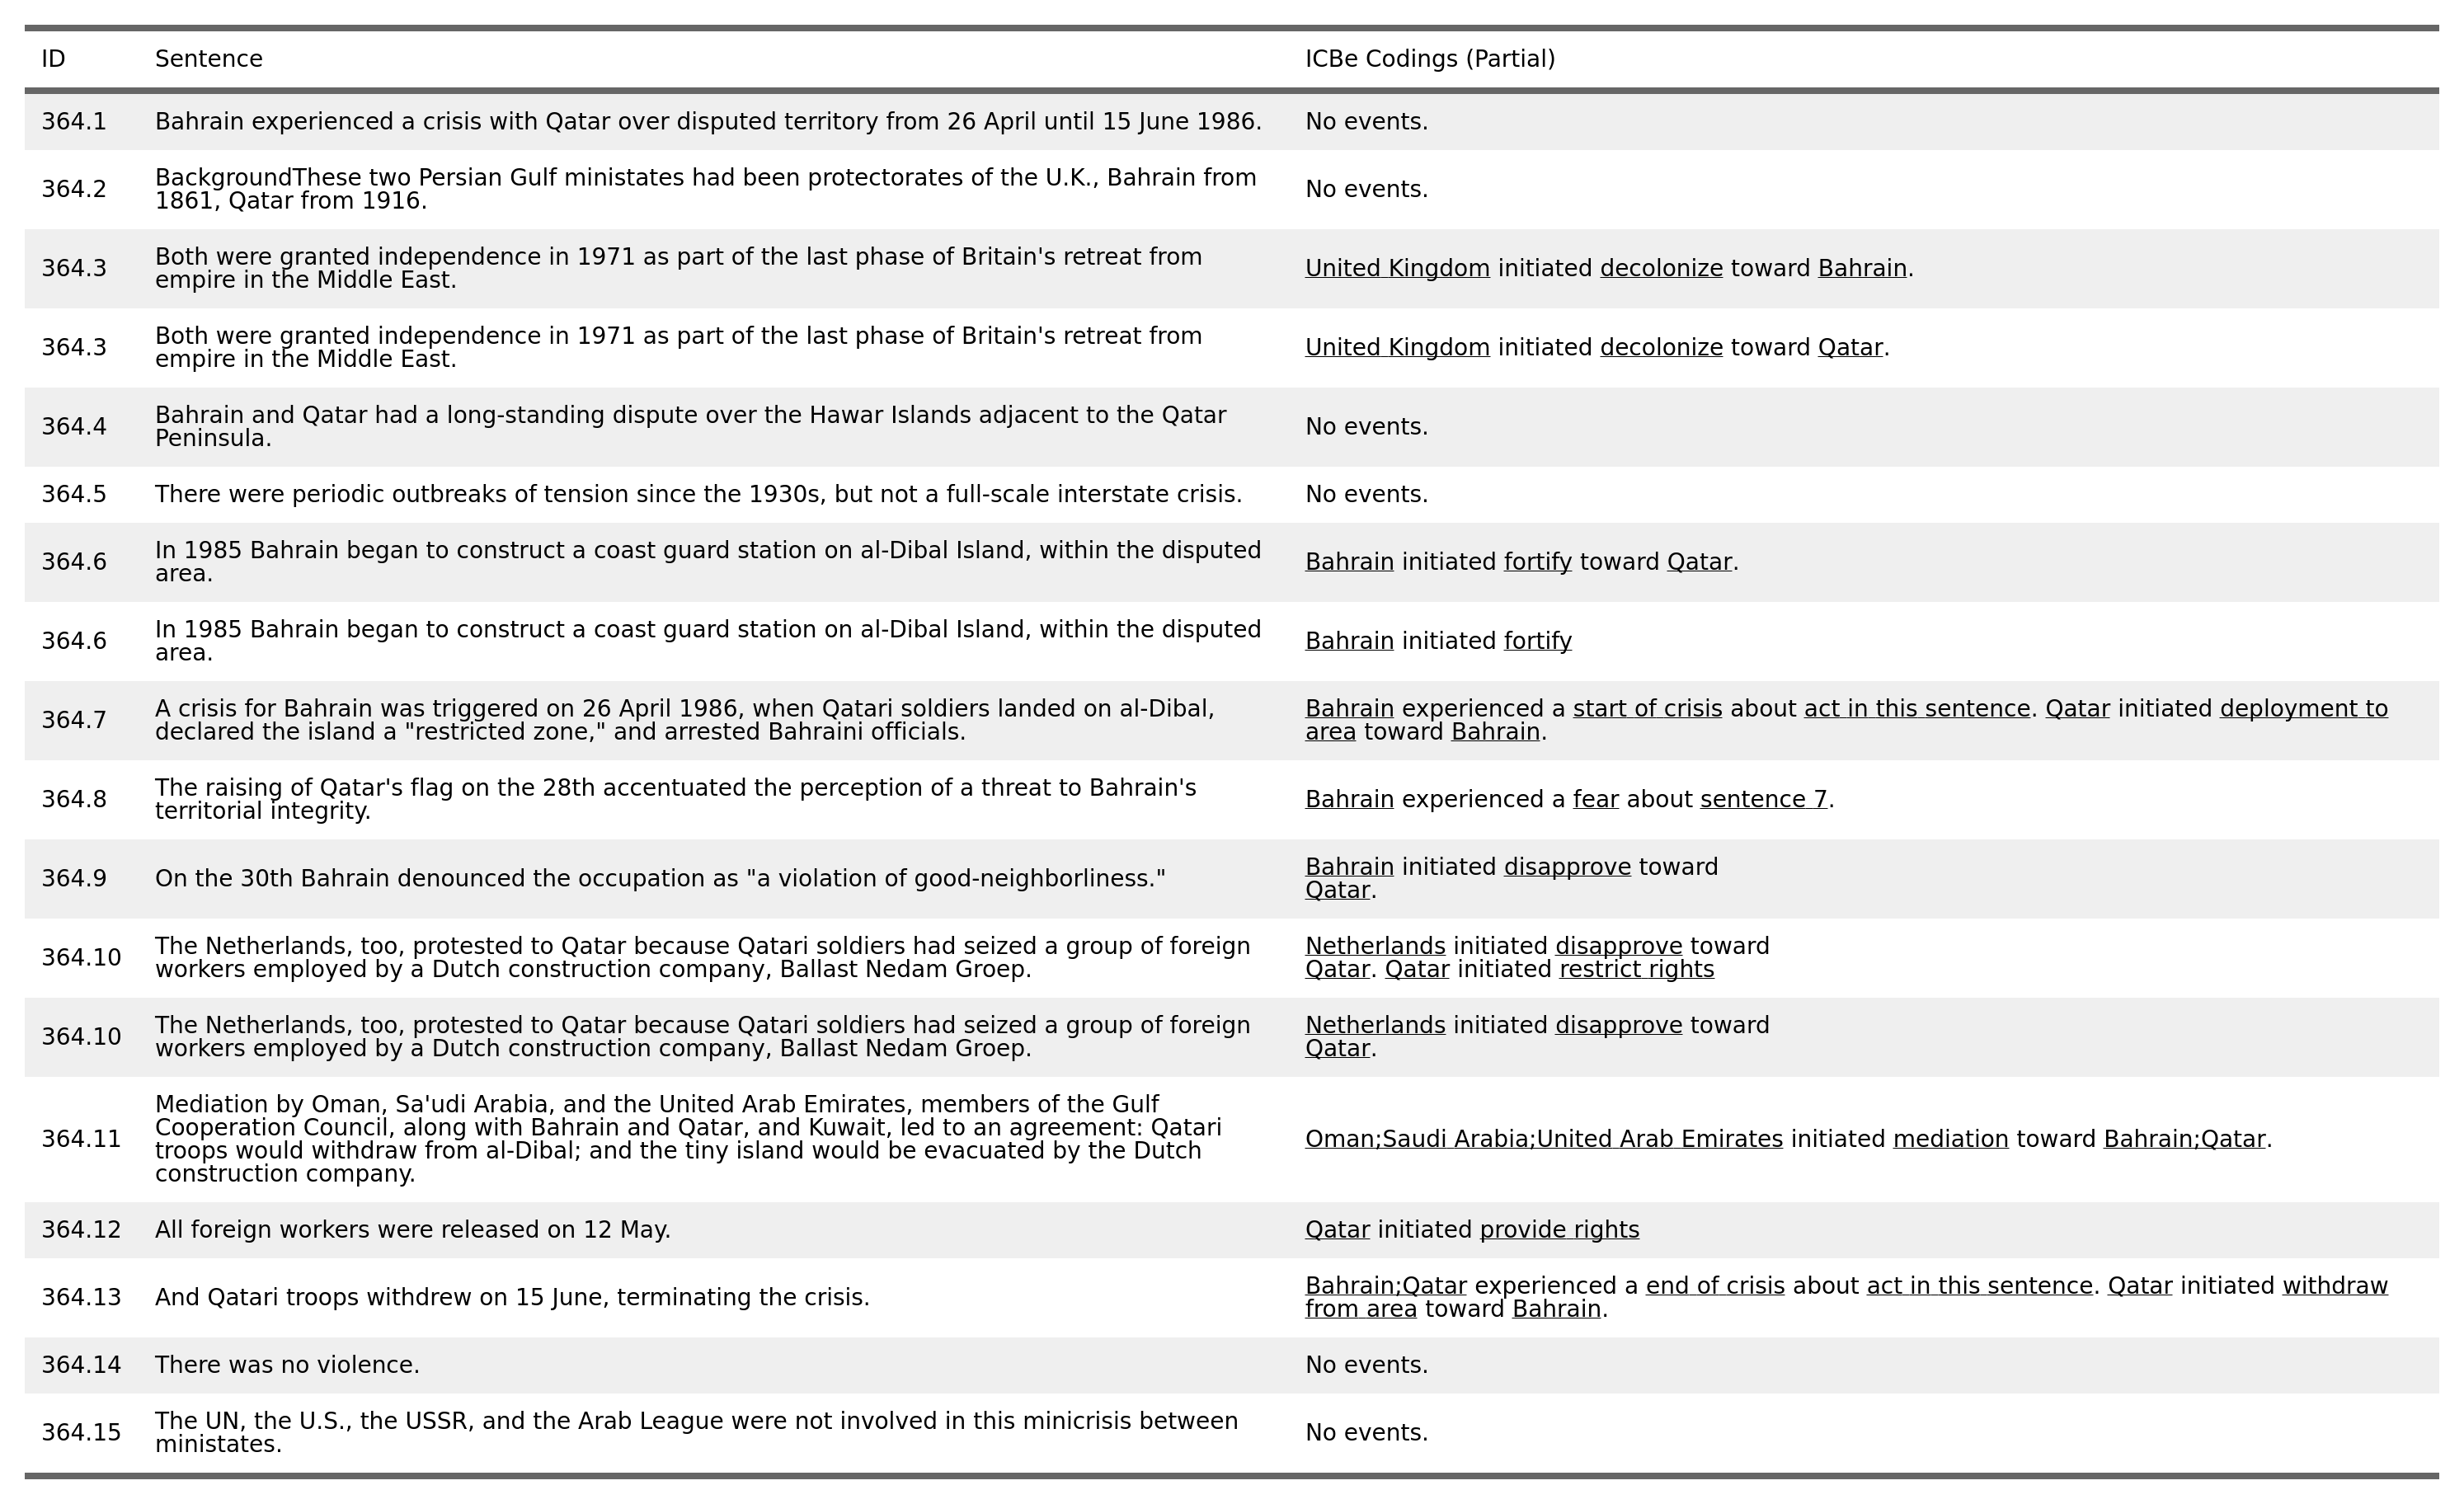 ID Sentence ICBe Codings (Partial)
364.1 Bahrain experienced a crisis with Qatar over disputed territory from 26 April until 15 June 1986. No events.
BackgroundThese two Persian Gulf ministates had been protectorates of the U.K., Bahrain from
364.2 No events.
1861, Qatar from 1916.
Both were granted independence in 1971 as part of the last phase of Britain's retreat from
364.3 United Kingdom initiated decolonize toward Bahrain.
empire in the Middle East.
Both were granted independence in 1971 as part of the last phase of Britain's retreat from
364.3 United Kingdom initiated decolonize toward Qatar.
empire in the Middle East.
Bahrain and Qatar had a long-standing dispute over the Hawar Islands adjacent to the Qatar
364.4 No events.
Peninsula.
364.5 There were periodic outbreaks of tension since the 1930s, but not a full-scale interstate crisis. No events.
In 1985 Bahrain began to construct a coast guard station on al-Dibal Island, within the disputed
364.6 Bahrain initiated fortify toward Qatar.
area.
In 1985 Bahrain began to construct a coast guard station on al-Dibal Island, within the disputed
364.6 Bahrain initiated fortify
area.
A crisis for Bahrain was triggered on 26 April 1986, when Qatari soldiers landed on al-Dibal, Bahrain experienced a start of crisis about act in this sentence. Qatar initiated deployment to
364.7
declared the island a "restricted zone," and arrested Bahraini officials. area toward Bahrain.
The raising of Qatar's flag on the 28th accentuated the perception of a threat to Bahrain's
364.8 Bahrain experienced a fear about sentence 7.
territorial integrity.
Bahrain initiated disapprove toward
364.9 On the 30th Bahrain denounced the occupation as "a violation of good-neighborliness."
Qatar.
The Netherlands, too, protested to Qatar because Qatari soldiers had seized a group of foreign Netherlands initiated disapprove toward
364.10
workers employed by a Dutch construction company, Ballast Nedam Groep. Qatar. Qatar initiated restrict rights
The Netherlands, too, protested to Qatar because Qatari soldiers had seized a group of foreign Netherlands initiated disapprove toward
364.10
workers employed by a Dutch construction company, Ballast Nedam Groep. Qatar.
Mediation by Oman, Sa'udi Arabia, and the United Arab Emirates, members of the Gulf
Cooperation Council, along with Bahrain and Qatar, and Kuwait, led to an agreement: Qatari
364.11 Oman;Saudi Arabia;United Arab Emirates initiated mediation toward Bahrain;Qatar.
troops would withdraw from al-Dibal; and the tiny island would be evacuated by the Dutch
construction company.
364.12 All foreign workers were released on 12 May. Qatar initiated provide rights
Bahrain;Qatar experienced a end of crisis about act in this sentence. Qatar initiated withdraw
364.13 And Qatari troops withdrew on 15 June, terminating the crisis.
from area toward Bahrain.
364.14 There was no violence. No events.
The UN, the U.S., the USSR, and the Arab League were not involved in this minicrisis between
364.15 No events.
ministates.